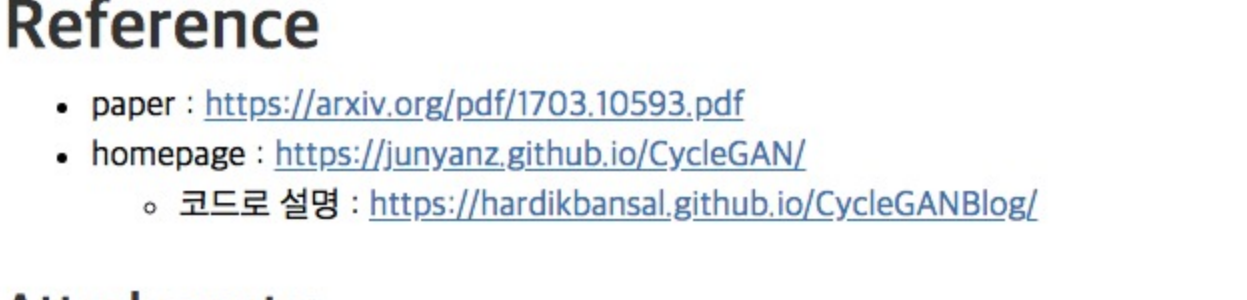 Reference
• paper : https://arxiv.org/pdf/1703.10593.pdf
• homepage : https://junyanz.github.io/CycleGAN/
◦ 코드로 설명 : https://hardikbansal.github.io/CycleGANBlog/